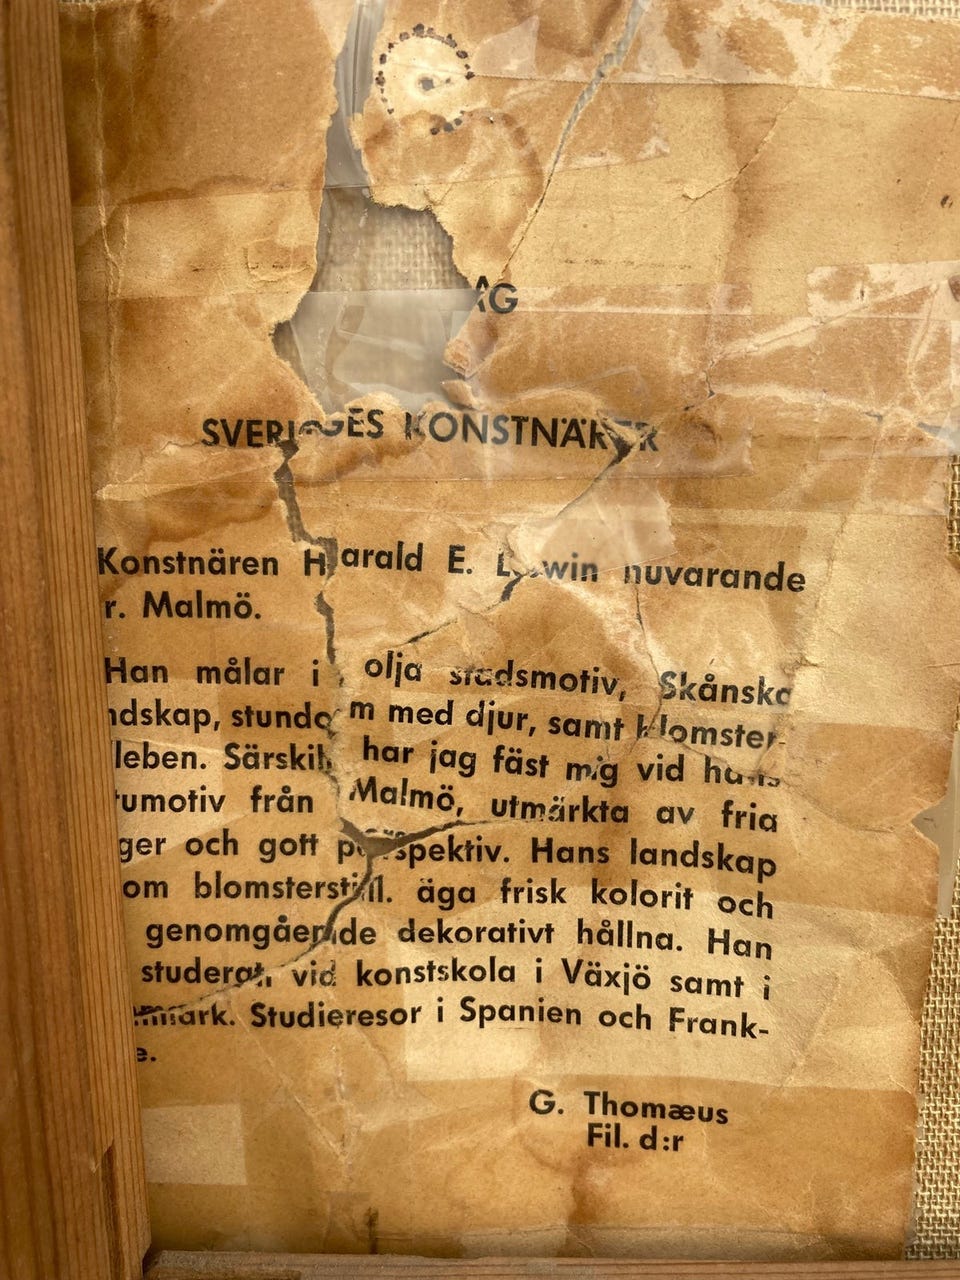 ÅG
SVERIGES KONSTNÄRER
Konstnären Harald E. nuvarande
r. Malmö.
Han målar i olja stadsmotiv, Skånska
ndskap, stundom med djur, samt blomster-
leben. Särskilt har jag fäst mig vid hans
tumotiv från Malmö, utmärkta av fria
ger och gott perspektiv. Hans landskap
om blomsterstill. äga frisk kolorit och
genomgående dekorativt hållna. Han
studerat vid konstskola i Växjö samt i
mark. Studieresor i Spanien och Frank-
e.
G. Thomæus
Fil. d:r